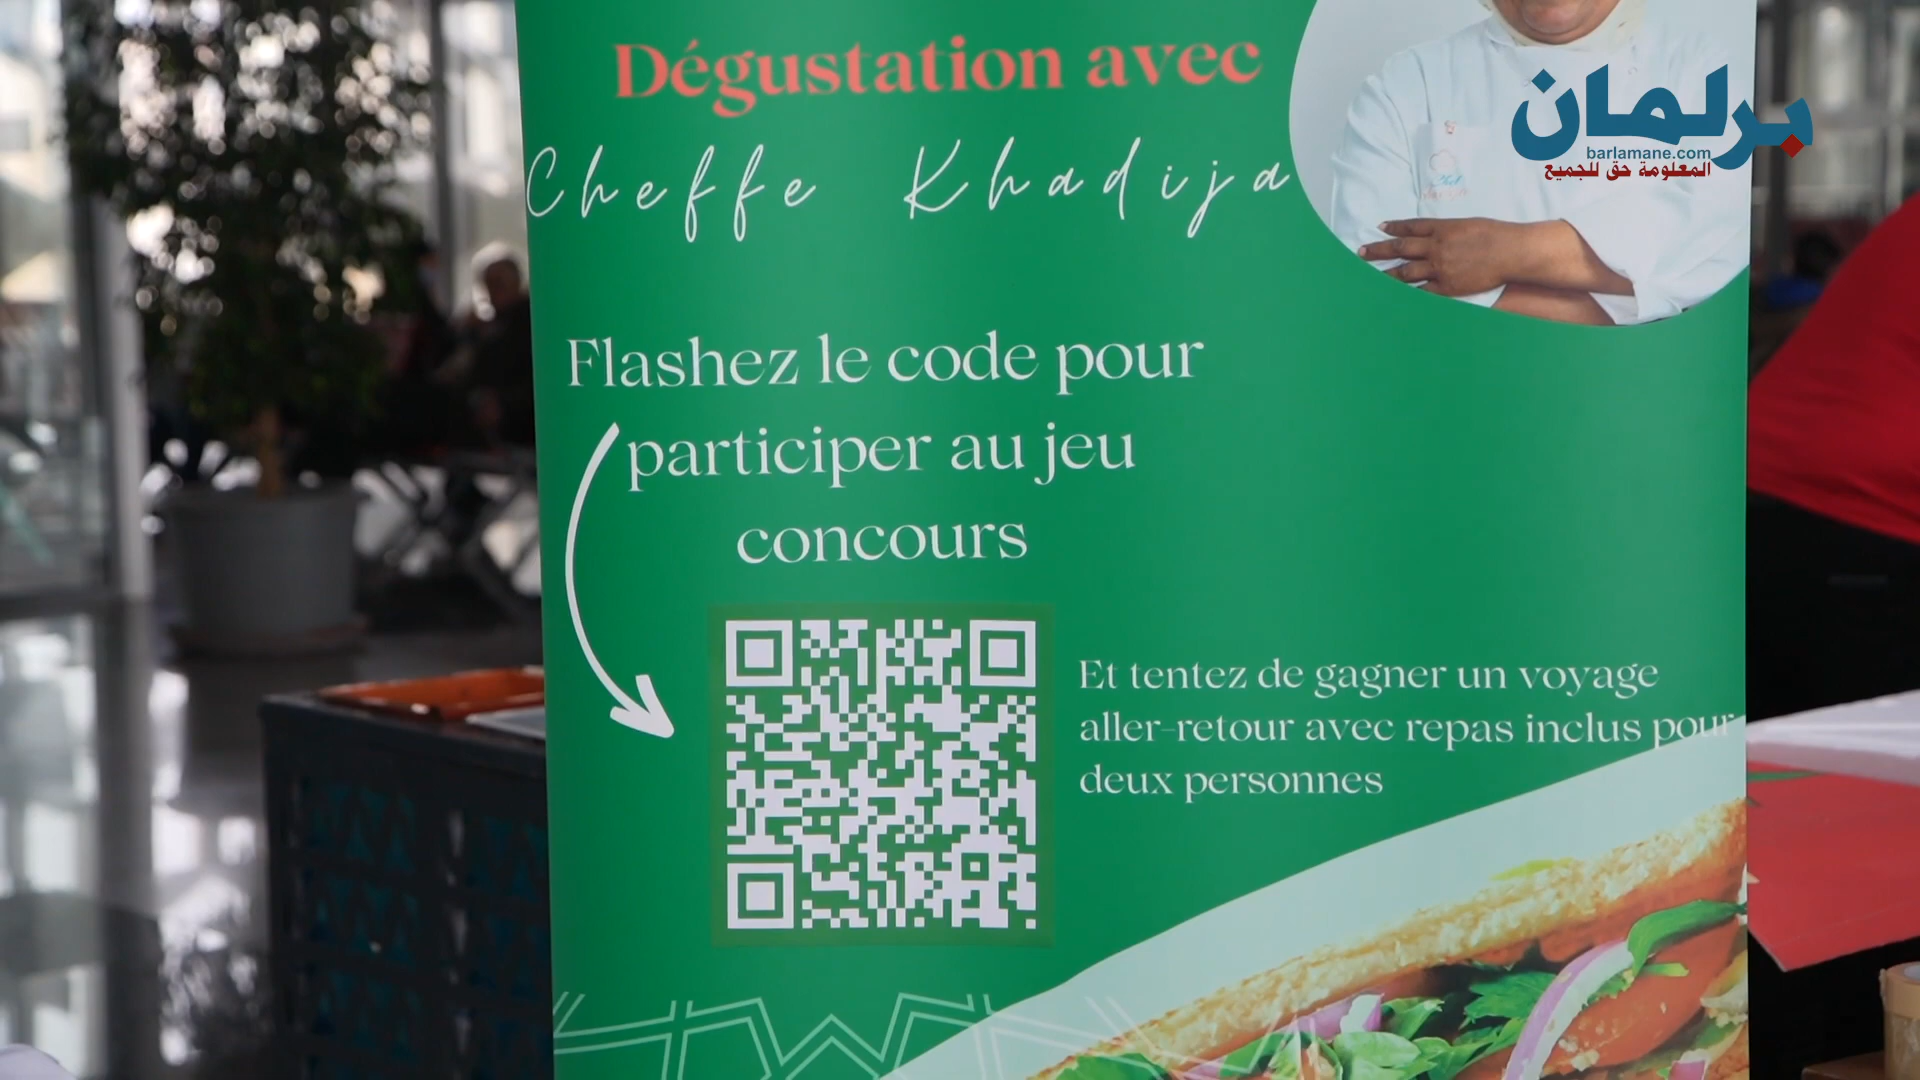 Dégustation avec
Cheffe Khadija
برلمان
barlamane.com
المعلومة حق للجميع
Flashez le code pour
participer au jeu
concours
Et tentez de gagner un voyage
aller-retour avec repas inclus pour
deux personnes